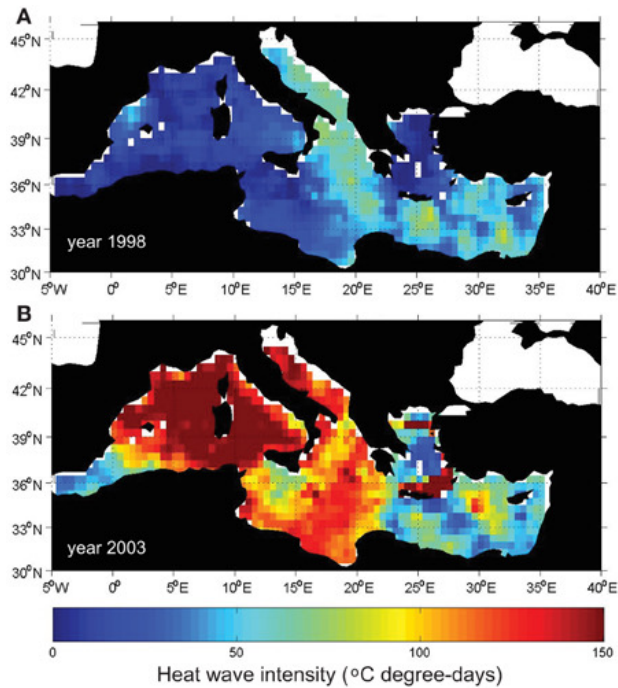 A
45°N
42°N
39°N
36°N
33°N
30°N
year 1998
5°W 0° 5°E 10°E 15°E 20°E 25°E 30°E 35°E 40°E
B
45°N
42°N
39°N
36°N
33°N
30°N
year 2003
5°W 0° 5°E 10°E 15°E 20°E 25°E 30°E 35°E 40°E
0 50 100 150
Heat wave intensity (°C degree-days)